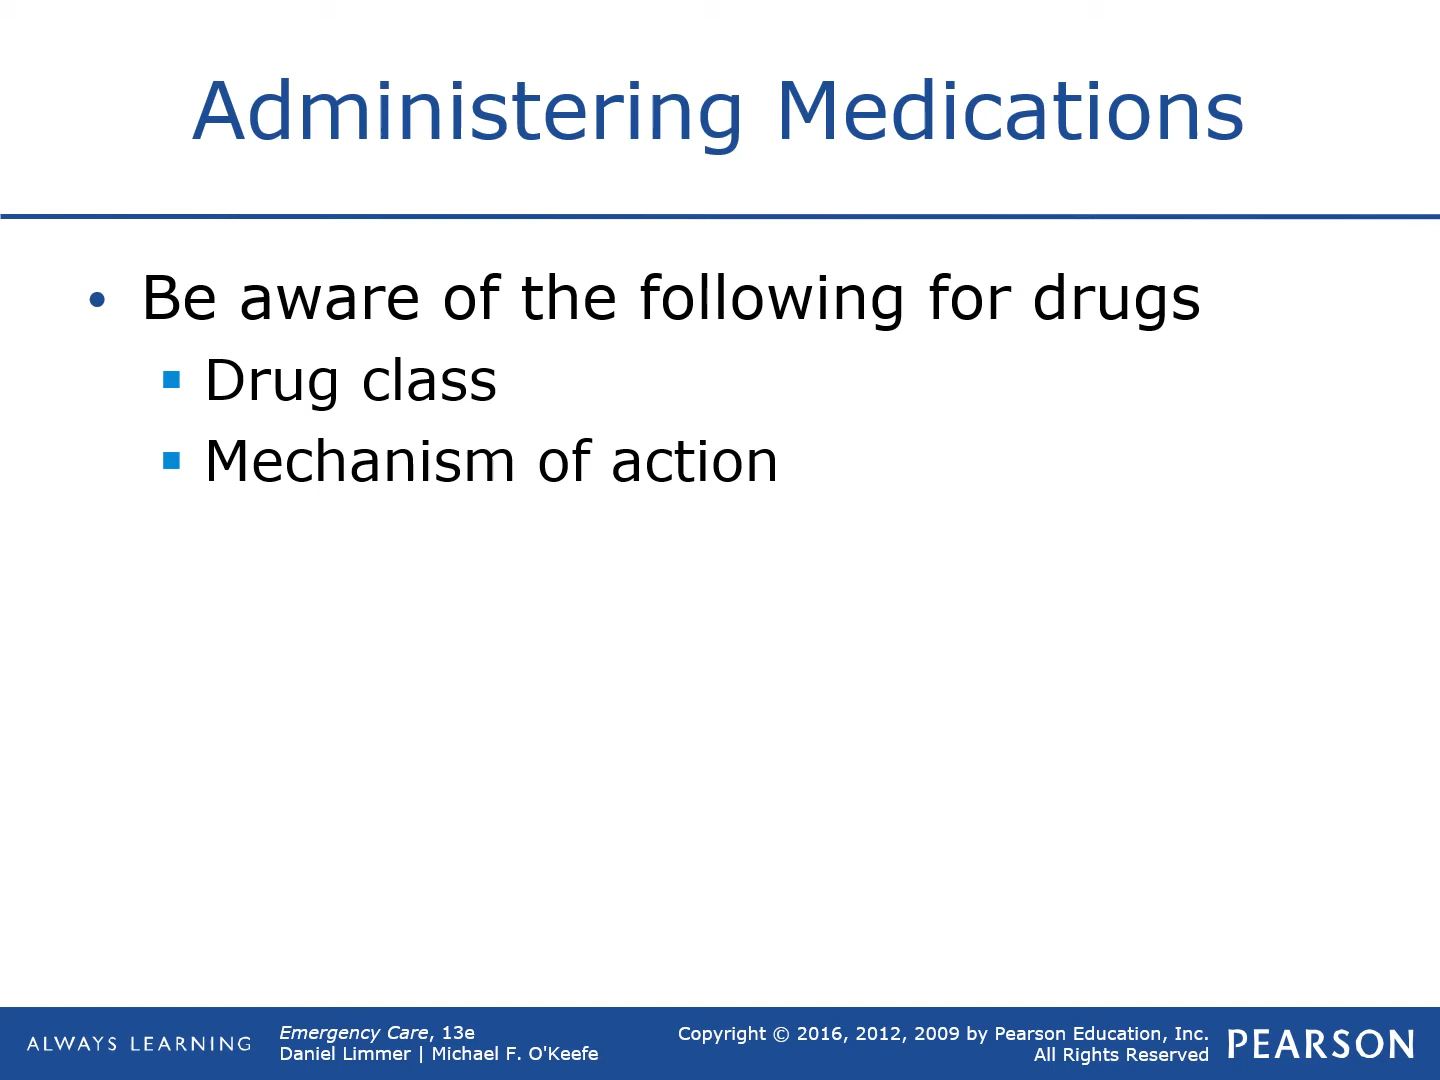 Administering Medications
• Be aware of the following for drugs
▪ Drug class
▪ Mechanism of action
ALWAYS LEARNING
Emergency Care, 13e
Daniel Limmer | Michael F. O'Keefe
Copyright © 2016, 2012, 2009 by Pearson Education, Inc.
All Rights Reserved
PEARSON